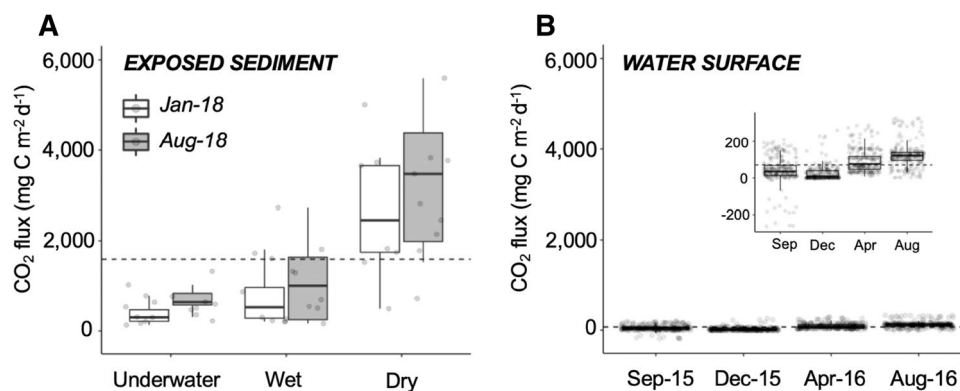 A
B
6,000
EXPOSED SEDIMENT
Jan-18
Aug-18
4,000
2,000
0
CO2 flux (mg C m-2 d-1)
Underwater
Wet
Dry
6,000
WATER SURFACE
4,000
2,000
0
CO2 flux (mg C m-2 d-1)
200
0
-200
Sep
Dec
Apr
Aug
Sep-15
Dec-15
Apr-16
Aug-16